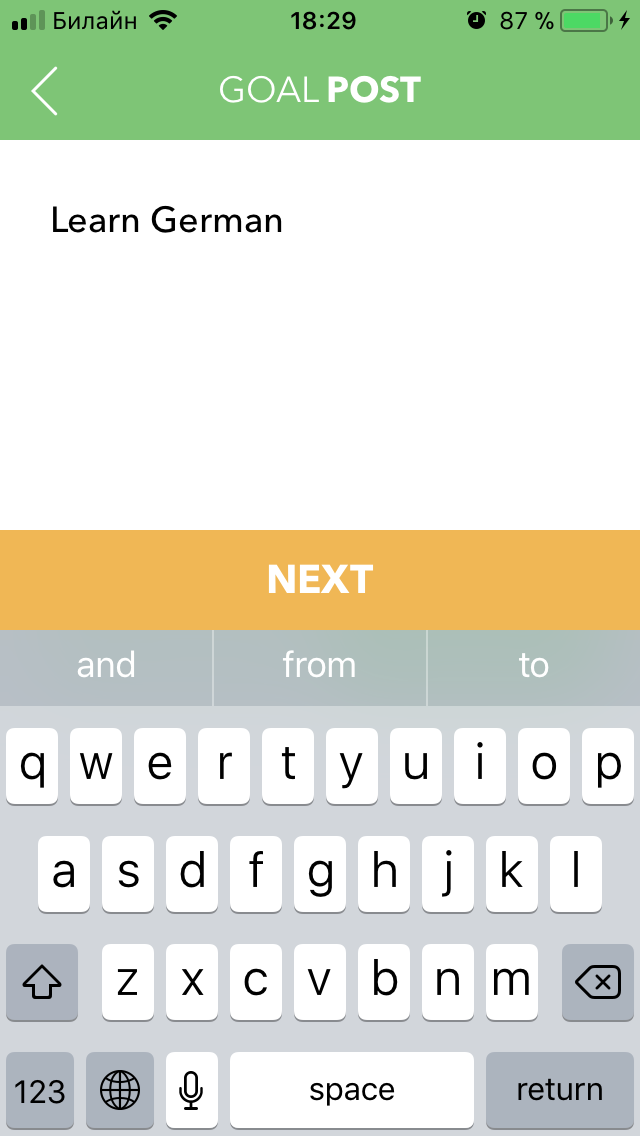 Билайн 18:29 87 %
GOAL POST
Learn German
NEXT
and from to
q w e r t y u i o p
a s d f g h j k l
z x c v b n m
123 space return